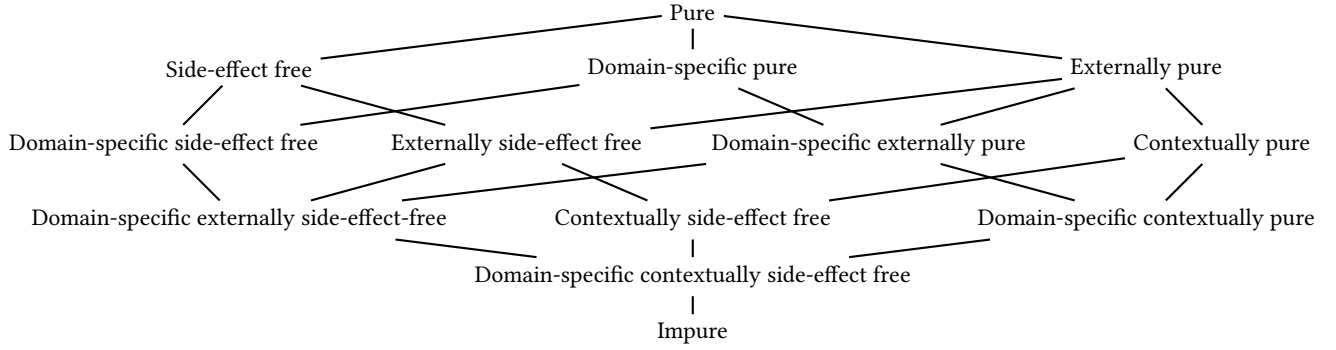 Pure
Side-effect free
Domain-specific pure
Externally pure
Domain-specific side-effect free
Externally side-effect free
Domain-specific externally pure
Contextually pure
Domain-specific externally side-effect-free
Contextually side-effect free
Domain-specific contextually pure
Domain-specific contextually side-effect free
Impure